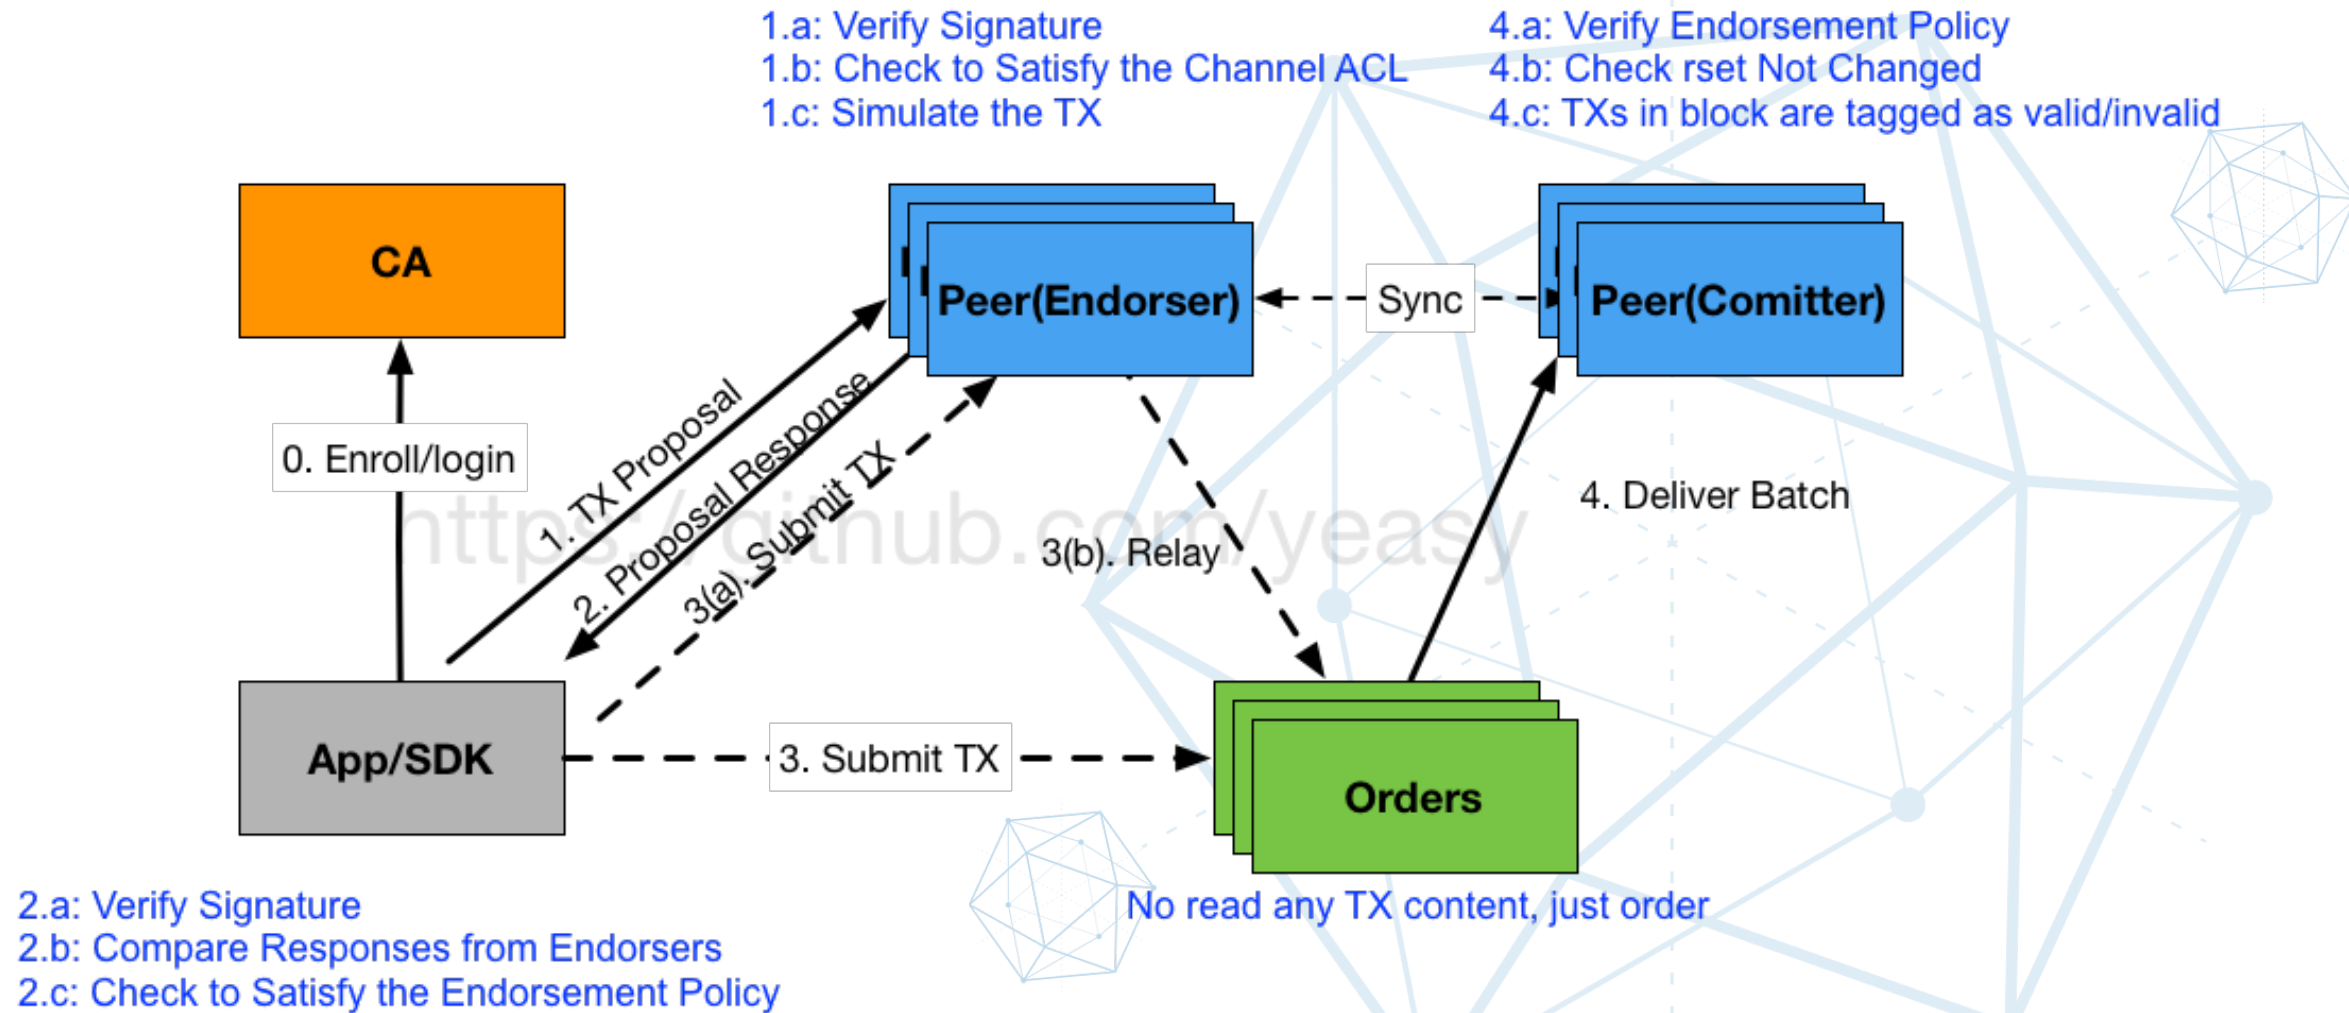 1.a: Verify Signature
1.b: Check to Satisfy the Channel ACL
1.c: Simulate the TX
4.a: Verify Endorsement Policy
4.b: Check rset Not Changed
4.c: TXs in block are tagged as valid/invalid
CA
Peer(Endorser)
Sync
Peer(Comitter)
0. Enroll/login
1. TX Proposal
2. Proposal Response
3(a). Submit TX
3(b). Relay
4. Deliver Batch
https://github.com/yeasy
App/SDK
3. Submit TX
Orders
2.a: Verify Signature
2.b: Compare Responses from Endorsers
2.c: Check to Satisfy the Endorsement Policy
No read any TX content, just order